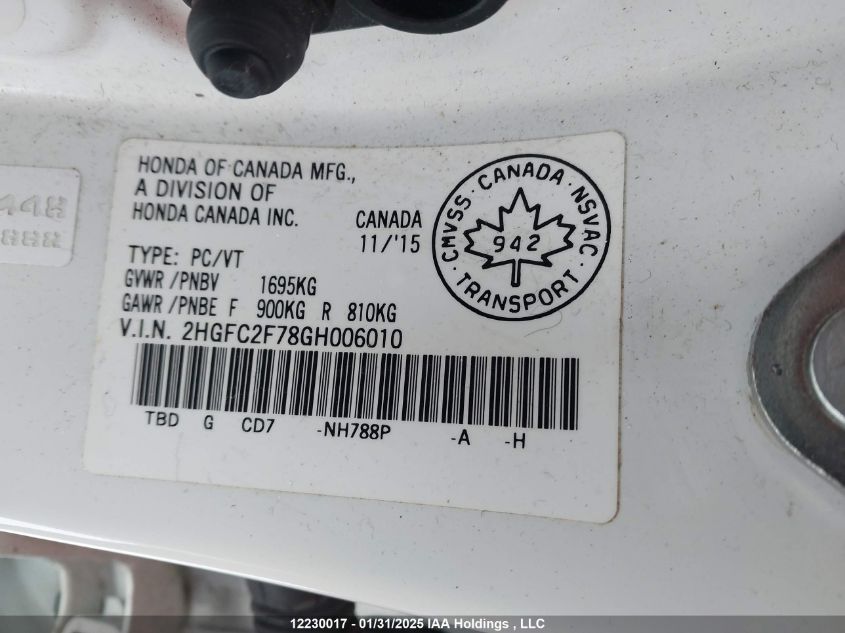 HONDA OF CANADA MFG.,
A DIVISION OF
HONDA CANADA INC.
CANADA
11/'15
CMVSS · CANADA · NSVAC
942
· TRANSPORT ·
TYPE: PC/VT
GVWR /PNBV 1695KG
GAWR /PNBE F 900KG R 810KG
V.I.N. 2HGFC2F78GH006010
TBD G CD7 -NH788P -A -H
12230017 - 01/31/2025 IAA Holdings , LLC